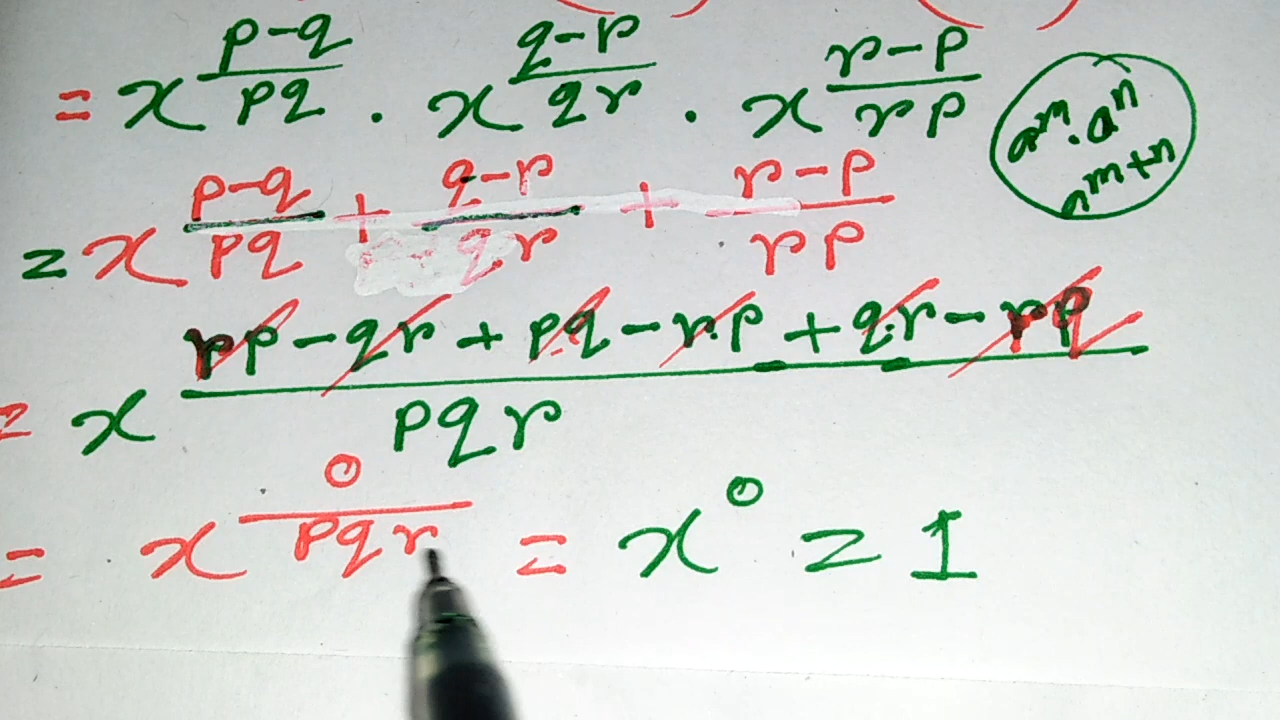 = x^((p-q)/(pq)) . x^((q-r)/(qr)) . x^((r-p)/(rp))
a^m . a^n
a^(m+n)
= x^((p-q)/(pq) + (q-r)/(qr) + (r-p)/(rp))
= x^((rp-qr+pq-rp+qr-pq)/(pqr))
= x^(0/(pqr)) = x^0 = 1